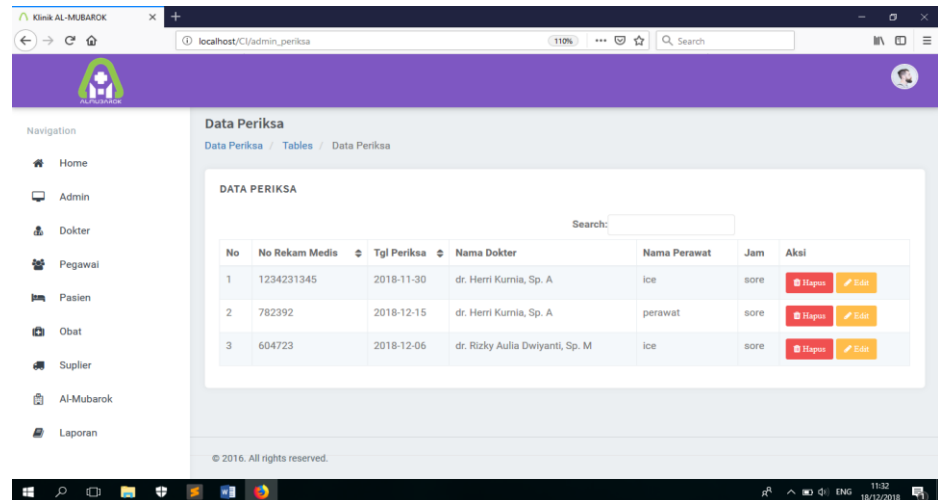 Klinik AL-MUBAROK
localhost/CI/admin_periksa 110% Search
ALMUBAROK
Navigation
Home
Admin
Dokter
Pegawai
Pasien
Obat
Suplier
Al-Mubarok
Laporan
Data Periksa
Data Periksa / Tables / Data Periksa
DATA PERIKSA
Search:
No No Rekam Medis Tgl Periksa Nama Dokter Nama Perawat Jam Aksi
1 1234231345 2018-11-30 dr. Herri Kurnia, Sp. A ice sore Hapus Edit
2 782392 2018-12-15 dr. Herri Kurnia, Sp. A perawat sore Hapus Edit
3 604723 2018-12-06 dr. Rizky Aulia Dwiyanti, Sp. M ice sore Hapus Edit
© 2016. All rights reserved.
ENG 11:32
18/12/2018